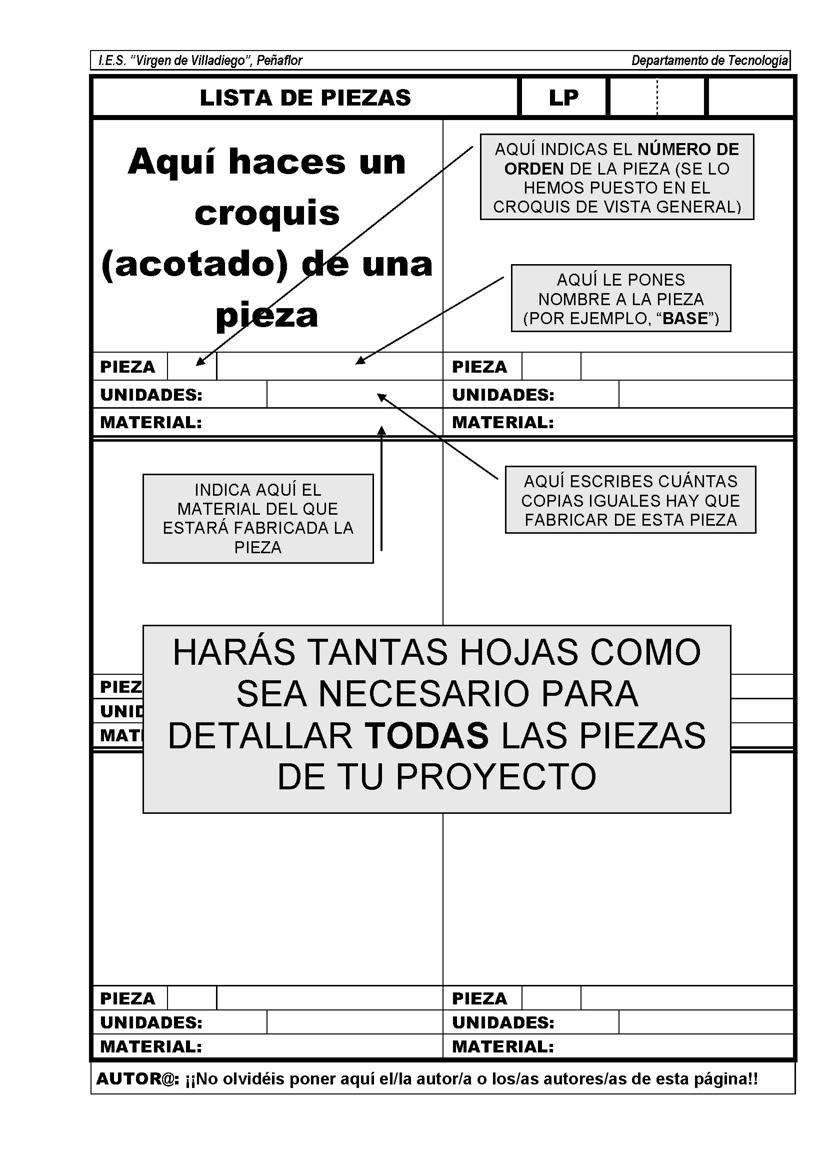 I.E.S. "Virgen de Villadiego", Peñaflor
Departamento de Tecnología
LISTA DE PIEZAS
LP
Aquí haces un
croquis
(acotado) de una
pieza
AQUÍ INDICAS EL NÚMERO DE
ORDEN DE LA PIEZA (SE LO
HEMOS PUESTO EN EL
CROQUIS DE VISTA GENERAL)
AQUÍ LE PONES
NOMBRE A LA PIEZA
(POR EJEMPLO, “BASE”)
PIEZA
UNIDADES:
MATERIAL:
PIEZA
UNIDADES:
MATERIAL:
INDICA AQUÍ EL
MATERIAL DEL QUE
ESTARÁ FABRICADA LA
PIEZA
AQUÍ ESCRIBES CUÁNTAS
COPIAS IGUALES HAY QUE
FABRICAR DE ESTA PIEZA
PIEZ
UNID
MAT
HARÁS TANTAS HOJAS COMO
SEA NECESARIO PARA
DETALLAR TODAS LAS PIEZAS
DE TU PROYECTO
PIEZA
UNIDADES:
MATERIAL:
PIEZA
UNIDADES:
MATERIAL:
AUTOR@: ¡¡No olvidéis poner aquí el/la autor/a o los/as autores/as de esta página!!